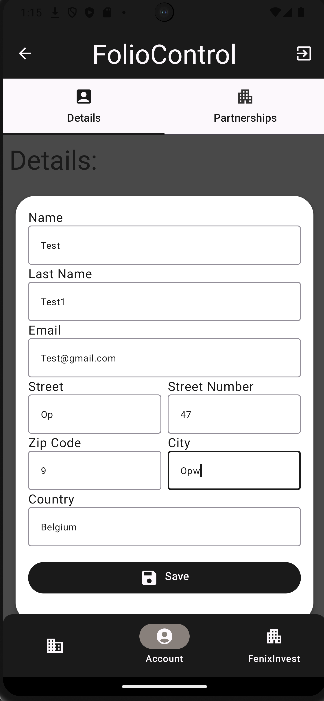 1:15
FolioControl
Details
Partnerships
Details:
Name
Test
Last Name
Test1
Email
Test@gmail.com
Street
Street Number
Op
47
Zip Code
City
9
Opw
Country
Belgium
Save
Account
FenixInvest